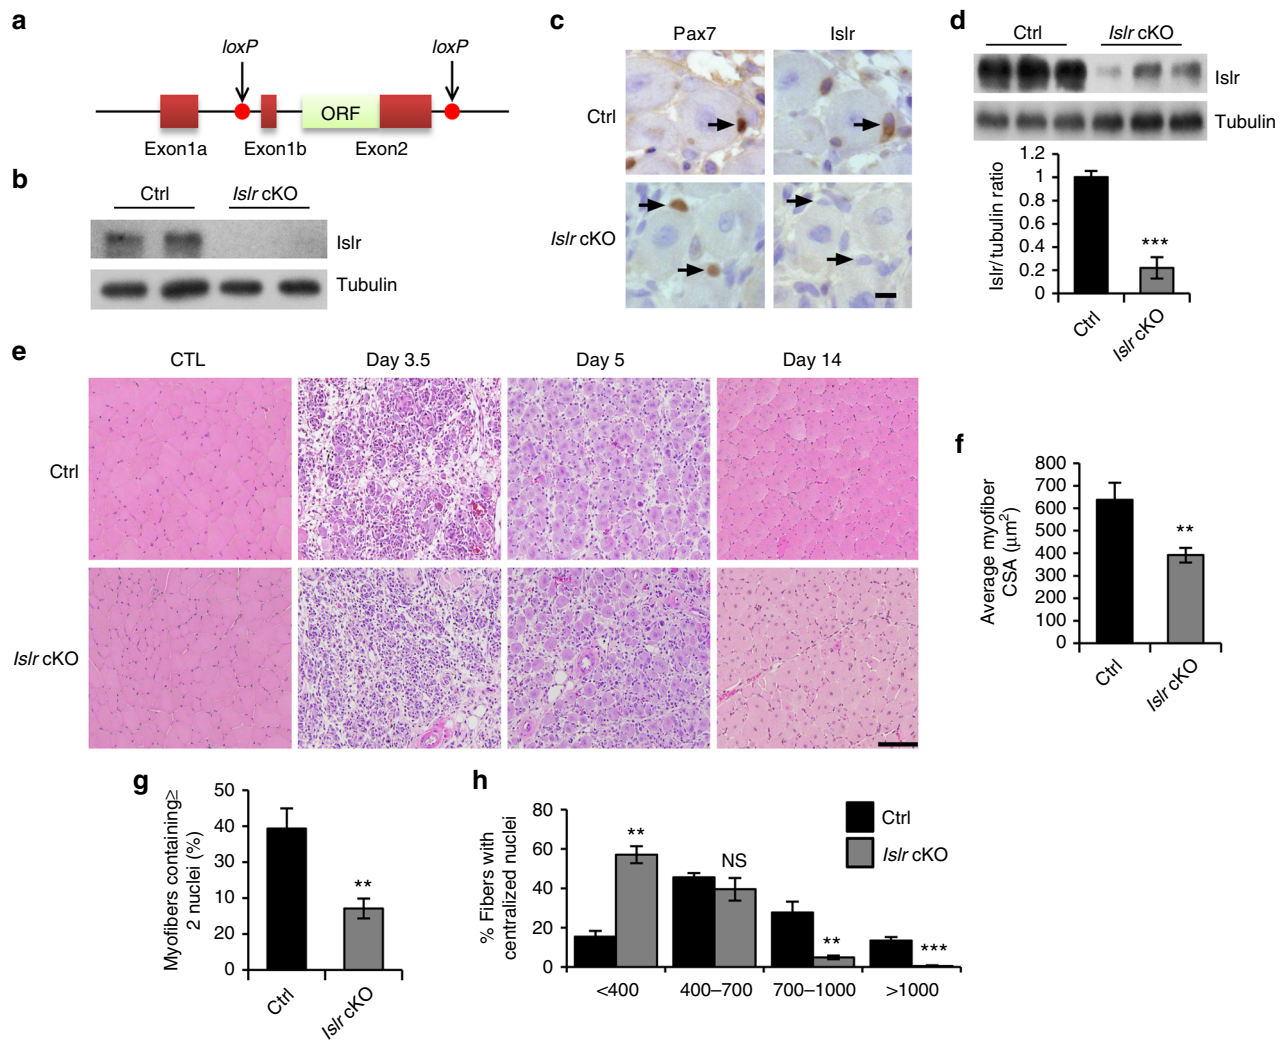 a
loxP
loxP
ORF
Exon1a
Exon1b
Exon2
b
Ctrl
Islr cKO
Islr
Tubulin
c
Pax7
Islr
Ctrl
Islr cKO
d
Ctrl
Islr cKO
Islr
Tubulin
Islr/tubulin ratio
1.2
1
0.8
0.6
0.4
0.2
0
***
Ctrl
Islr cKO
e
CTL
Day 3.5
Day 5
Day 14
Ctrl
Islr cKO
f
Average myofiber
CSA (μm²)
800
700
600
500
400
300
200
100
0
**
Ctrl
Islr cKO
g
Myofibers containing≥
2 nuclei (%)
50
40
30
10
20
0
**
Ctrl
Islr cKO
h
% Fibers with
centralized nuclei
80
60
40
20
0
**
NS
**
***
Ctrl
Islr cKO
<400
400–700
700–1000
>1000